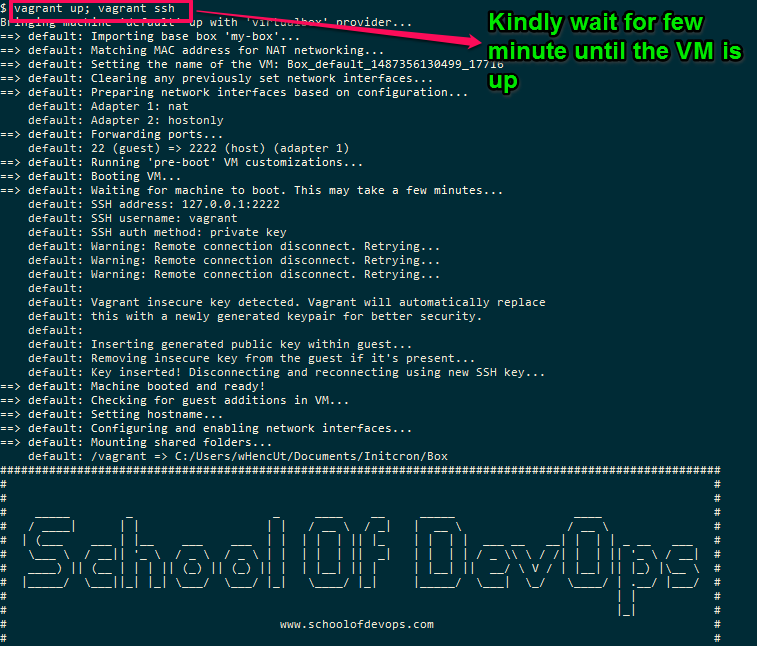 $ vagrant up; vagrant ssh
Bringing machine 'default' up with 'virtualbox' provider...
==> default: Importing base box 'my-box'...
==> default: Matching MAC address for NAT networking...
==> default: Setting the name of the VM: Box_default_1487356130499_17716
==> default: Clearing any previously set network interfaces...
==> default: Preparing network interfaces based on configuration...
default: Adapter 1: nat
default: Adapter 2: hostonly
==> default: Forwarding ports...
default: 22 (guest) => 2222 (host) (adapter 1)
==> default: Running 'pre-boot' VM customizations...
==> default: Booting VM...
==> default: Waiting for machine to boot. This may take a few minutes...
default: SSH address: 127.0.0.1:2222
default: SSH username: vagrant
default: SSH auth method: private key
default: Warning: Remote connection disconnect. Retrying...
default: Warning: Remote connection disconnect. Retrying...
default: Warning: Remote connection disconnect. Retrying...
default:
default: Vagrant insecure key detected. Vagrant will automatically replace
default: this with a newly generated keypair for better security.
default:
default: Inserting generated public key within guest...
default: Removing insecure key from the guest if it's present...
default: Key inserted! Disconnecting and reconnecting using new SSH key...
==> default: Machine booted and ready!
==> default: Checking for guest additions in VM...
==> default: Setting hostname...
==> default: Configuring and enabling network interfaces...
==> default: Mounting shared folders...
default: /vagrant => C:/Users/wHencUt/Documents/Initcron/Box
School Of DevOps
www.schoolofdevops.com
Kindly wait for few
minute until the VM is
up